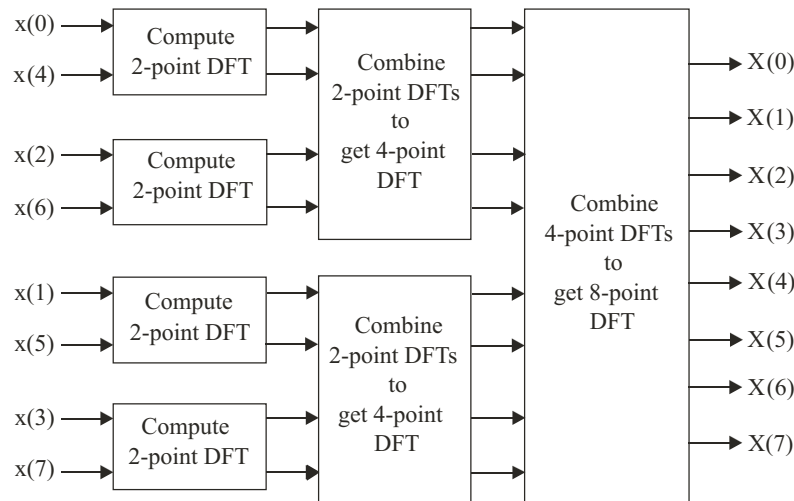 x(0)
x(4)
x(2)
x(6)
x(1)
x(5)
x(3)
x(7)
Compute
2-point DFT
Compute
2-point DFT
Compute
2-point DFT
Compute
2-point DFT
Combine
2-point DFTs
to
get 4-point
DFT
Combine
2-point DFTs
to
get 4-point
DFT
Combine
4-point DFTs
to
get 8-point
DFT
X(0)
X(1)
X(2)
X(3)
X(4)
X(5)
X(6)
X(7)